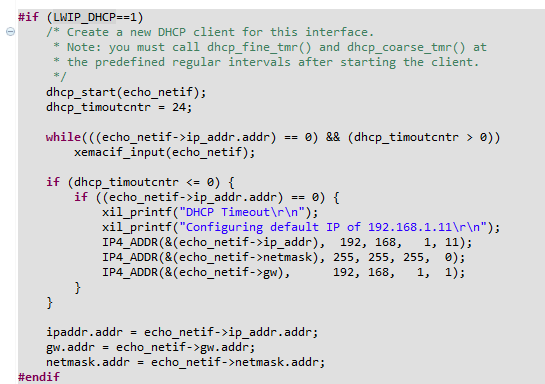 #if (LWIP_DHCP==1)
    /* Create a new DHCP client for this interface.
     * Note: you must call dhcp_fine_tmr() and dhcp_coarse_tmr() at
     * the predefined regular intervals after starting the client.
     */
    dhcp_start(echo_netif);
    dhcp_timoutcntr = 24;

    while(((echo_netif->ip_addr.addr) == 0) && (dhcp_timoutcntr > 0))
        xemacif_input(echo_netif);

    if (dhcp_timoutcntr <= 0) {
        if ((echo_netif->ip_addr.addr) == 0) {
            xil_printf("DHCP Timeout\r\n");
            xil_printf("Configuring default IP of 192.168.1.11\r\n");
            IP4_ADDR(&(echo_netif->ip_addr),  192, 168,   1, 11);
            IP4_ADDR(&(echo_netif->netmask), 255, 255, 255,  0);
            IP4_ADDR(&(echo_netif->gw),      192, 168,   1,  1);
        }
    }

    ipaddr.addr = echo_netif->ip_addr.addr;
    gw.addr = echo_netif->gw.addr;
    netmask.addr = echo_netif->netmask.addr;
#endif